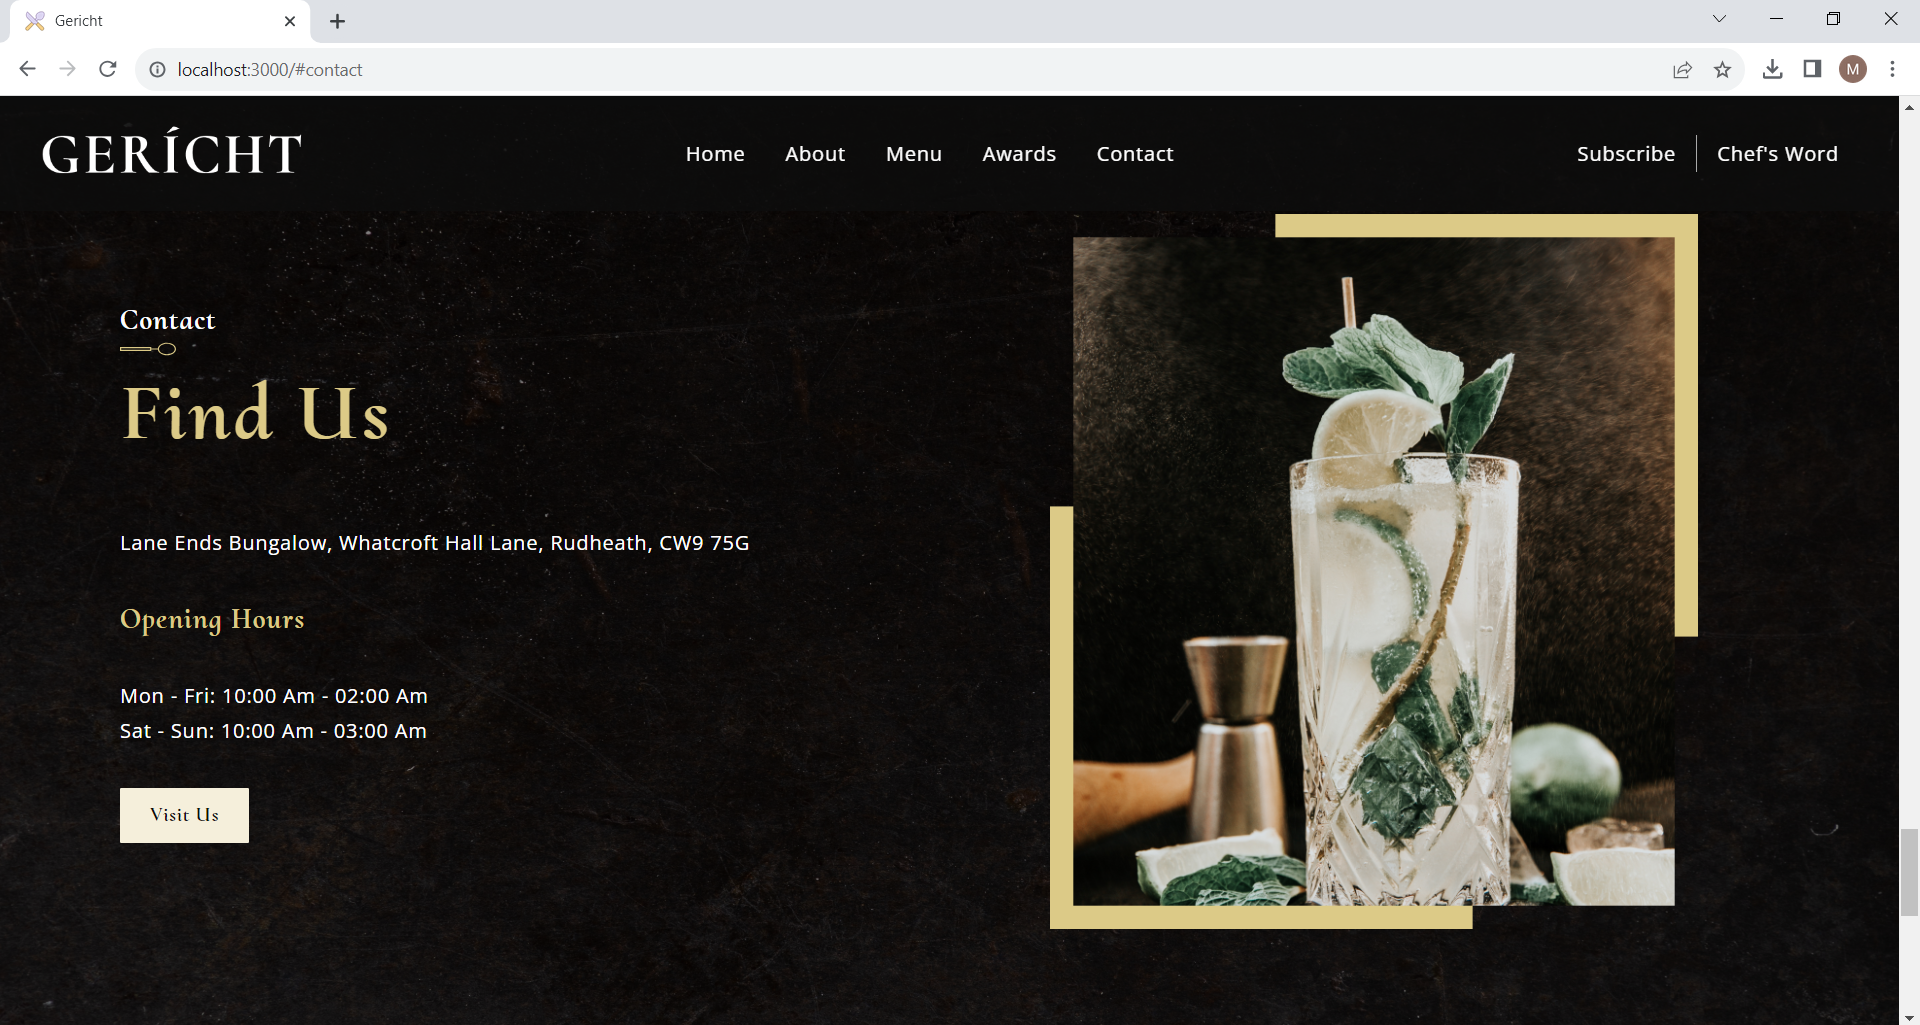 Gericht
localhost:3000/#contact
M
GERÍCHT
Home About Menu Awards Contact
Subscribe Chef's Word
Contact
Find Us
Lane Ends Bungalow, Whatcroft Hall Lane, Rudheath, CW9 75G
Opening Hours
Mon - Fri: 10:00 Am - 02:00 Am
Sat - Sun: 10:00 Am - 03:00 Am
Visit Us